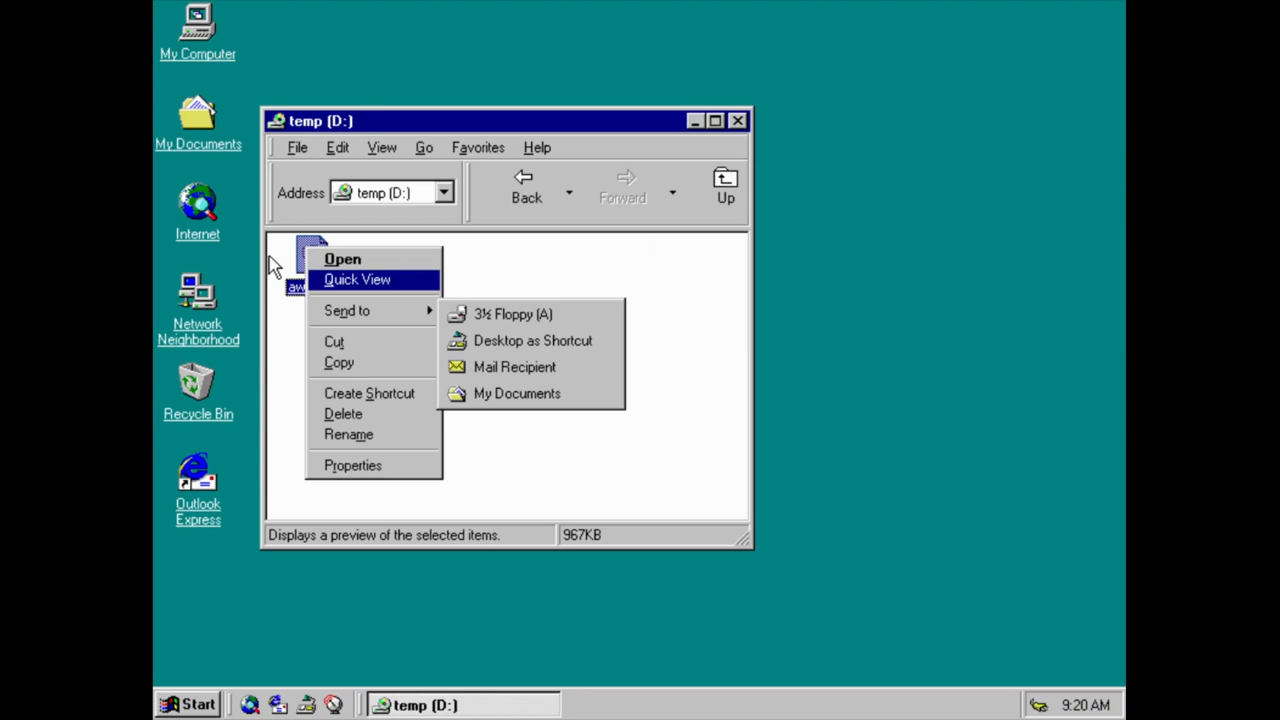 My Computer
My Documents
Internet
Network
Neighborhood
Recycle Bin
Outlook
Express
temp (D:)
File Edit View Go Favorites Help
Address temp (D:) Back Forward Up
Open
Quick View
Send to
Cut
Copy
Create Shortcut
Delete
Rename
Properties
3½ Floppy (A)
Desktop as Shortcut
Mail Recipient
My Documents
Displays a preview of the selected items. 967KB
Start temp (D:) 9:20 AM